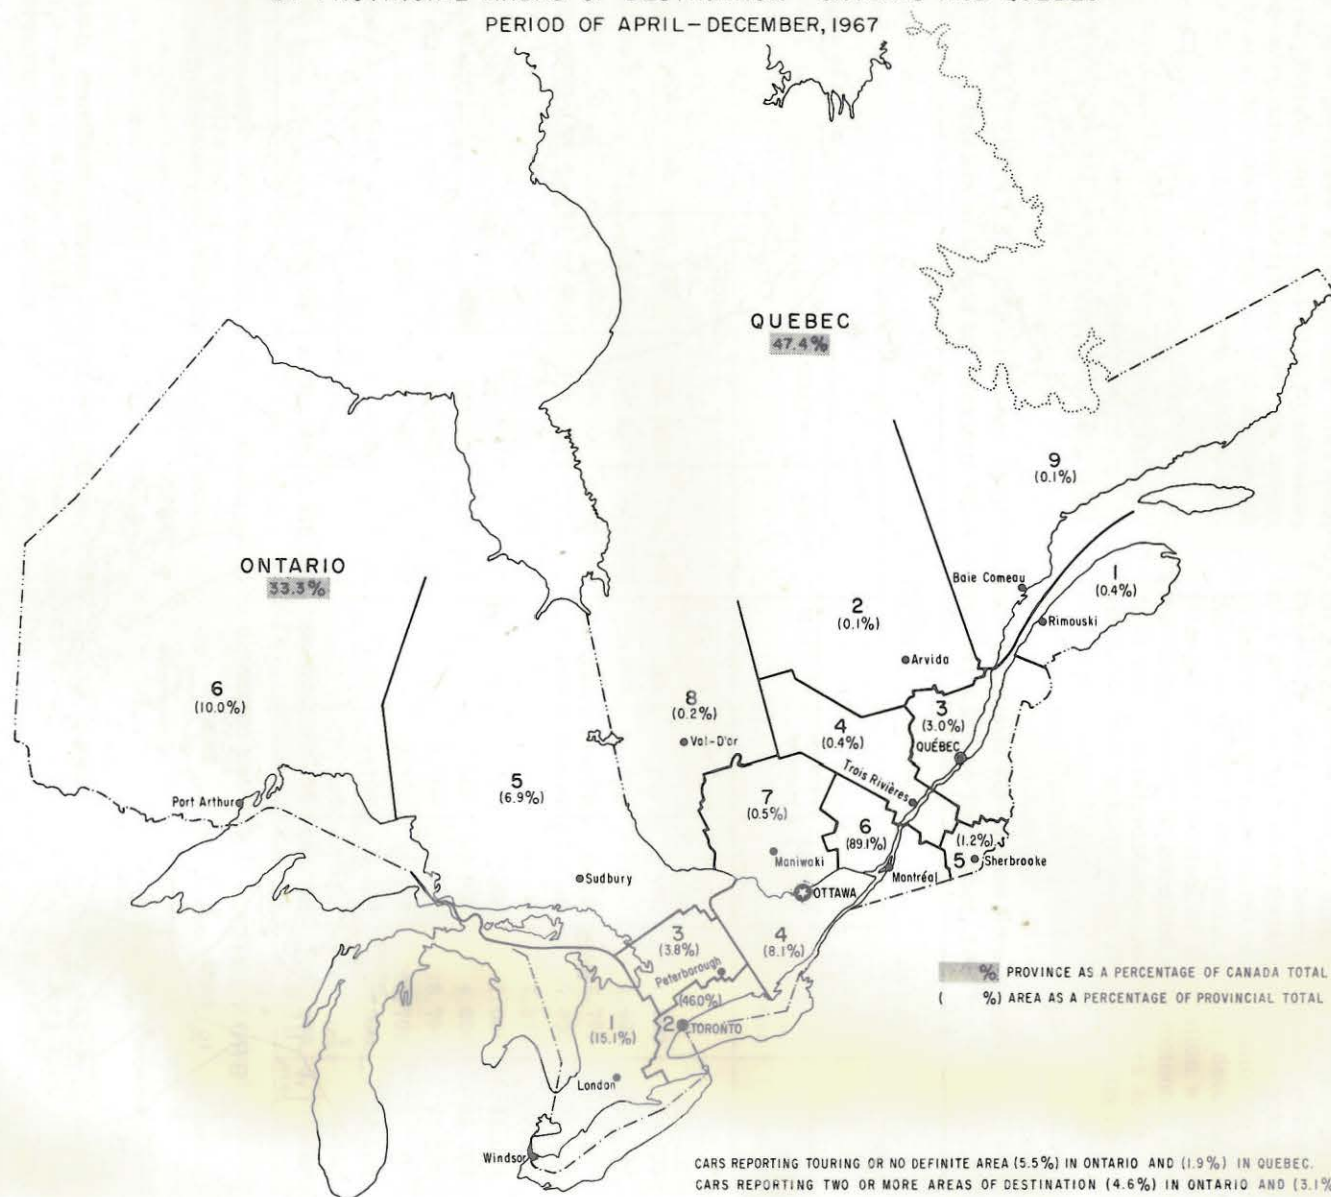 PERIOD OF APRIL-DECEMBER, 1967
QUEBEC
47.4%
9
(0.1%)
ONTARIO
33.3%
Baie Comeau
1
(0.4%)
2
(0.1%)
Rimouski
Arvida
6
(10.0%)
8
(0.2%)
3
(3.0%)
4
(0.4%)
Val-D'or
QUÉBEC
5
(6.9%)
Trois Rivières
Port Arthur
7
(0.5%)
6
(89.1%)
(1.2%)
Maniwaki
5 Sherbrooke
Sudbury
Montréal
OTTAWA
3
(3.8%)
4
(8.1%)
Peterborough
% PROVINCE AS A PERCENTAGE OF CANADA TOTAL
( %) AREA AS A PERCENTAGE OF PROVINCIAL TOTAL
(46.0%)
1
(15.1%)
2 TORONTO
London
Windsor
CARS REPORTING TOURING OR NO DEFINITE AREA (5.5%) IN ONTARIO AND (1.9%) IN QUEBEC.
CARS REPORTING TWO OR MORE AREAS OF DESTINATION (4.6%) IN ONTARIO AND (3.1%